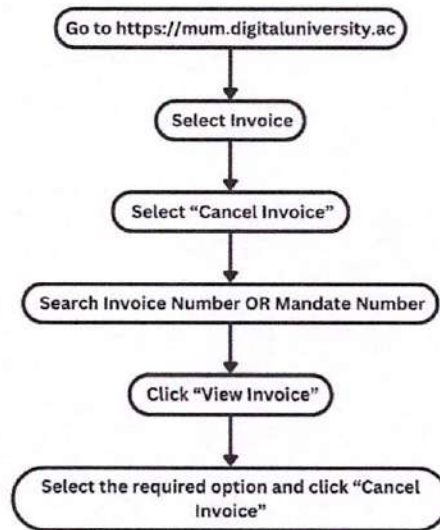 Go to https://mum.digitaluniversity.ac
Select Invoice
Select “Cancel Invoice”
Search Invoice Number OR Mandate Number
Click “View Invoice”
Select the required option and click “Cancel
Invoice”